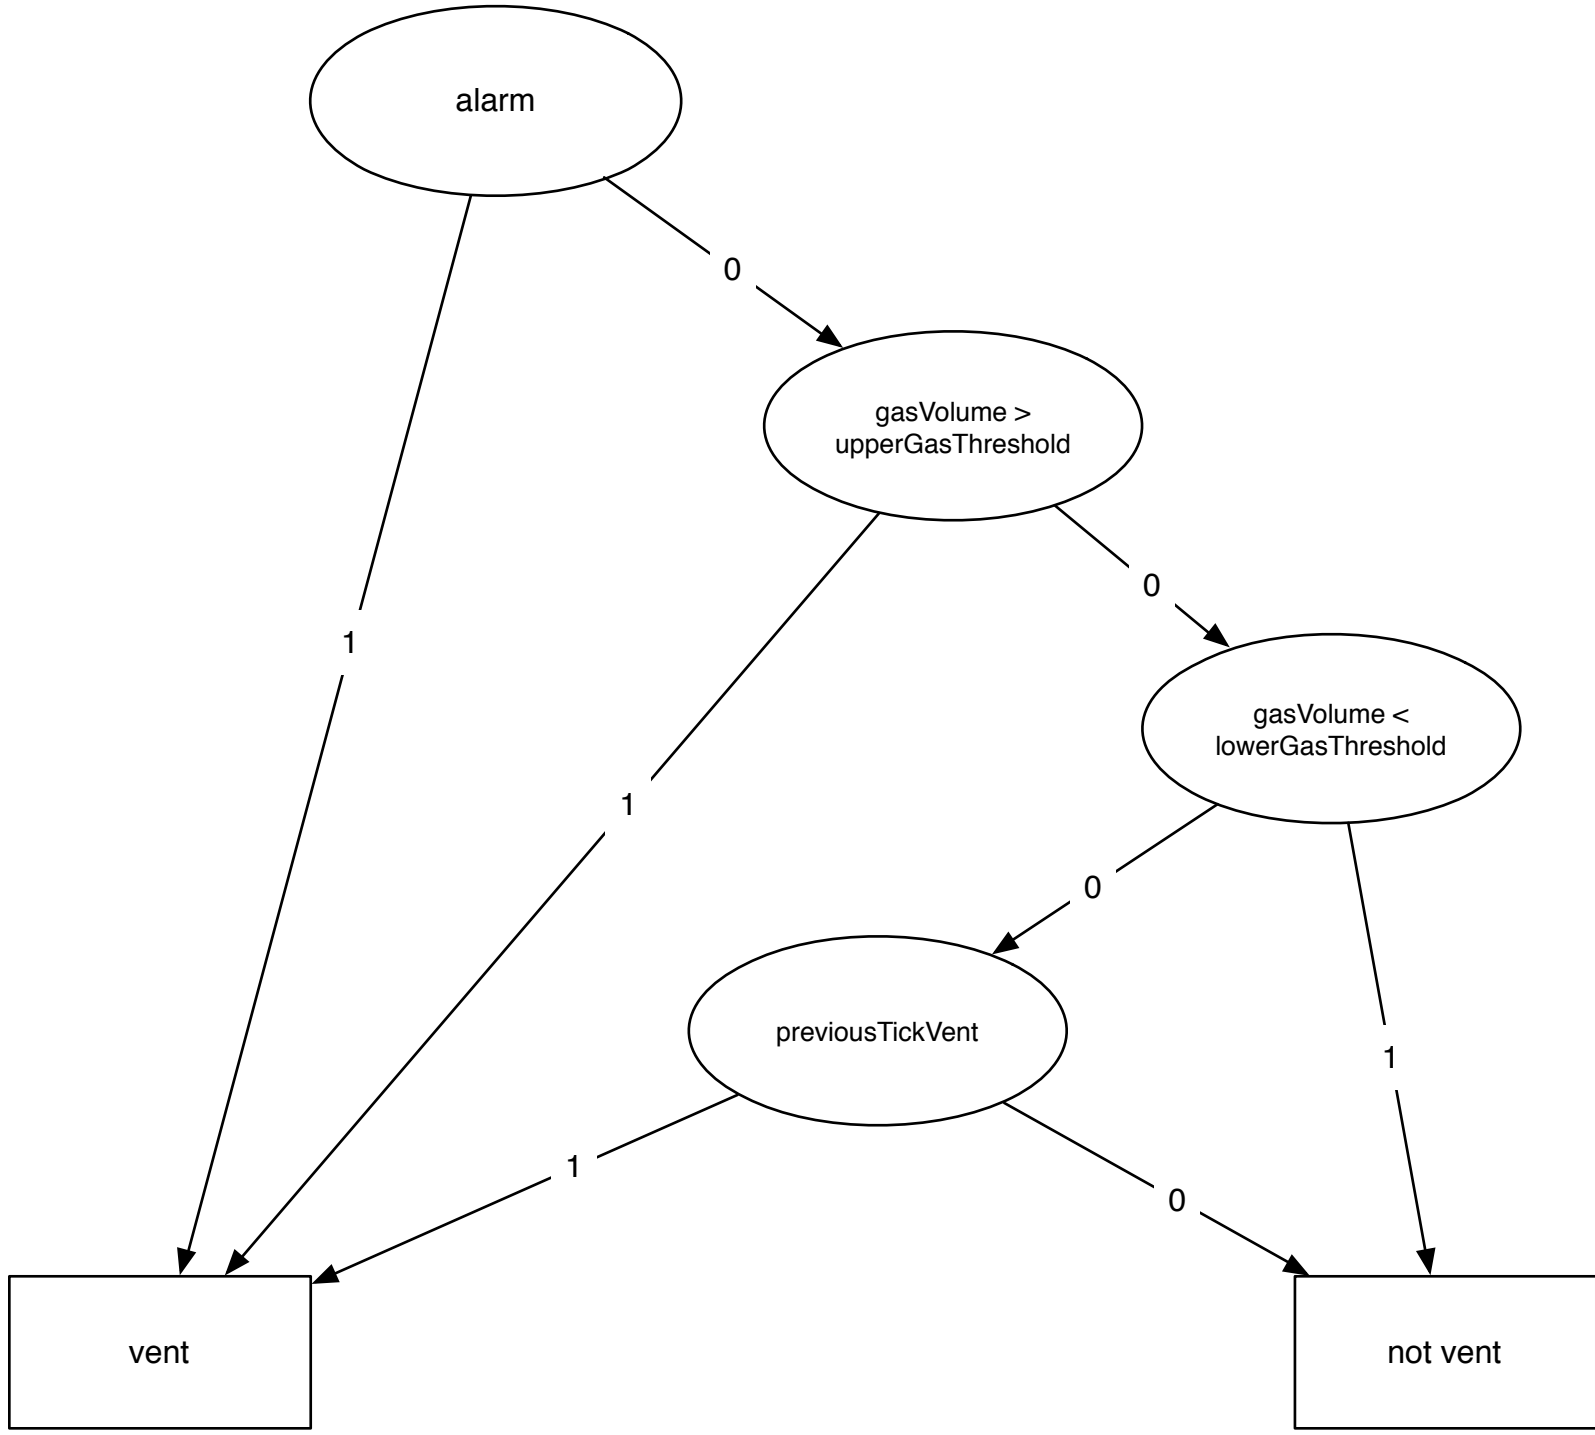 alarm
0
gasVolume >
upperGasThreshold
0
1
gasVolume <
lowerGasThreshold
1
0
previousTickVent
1
1
0
vent
not vent